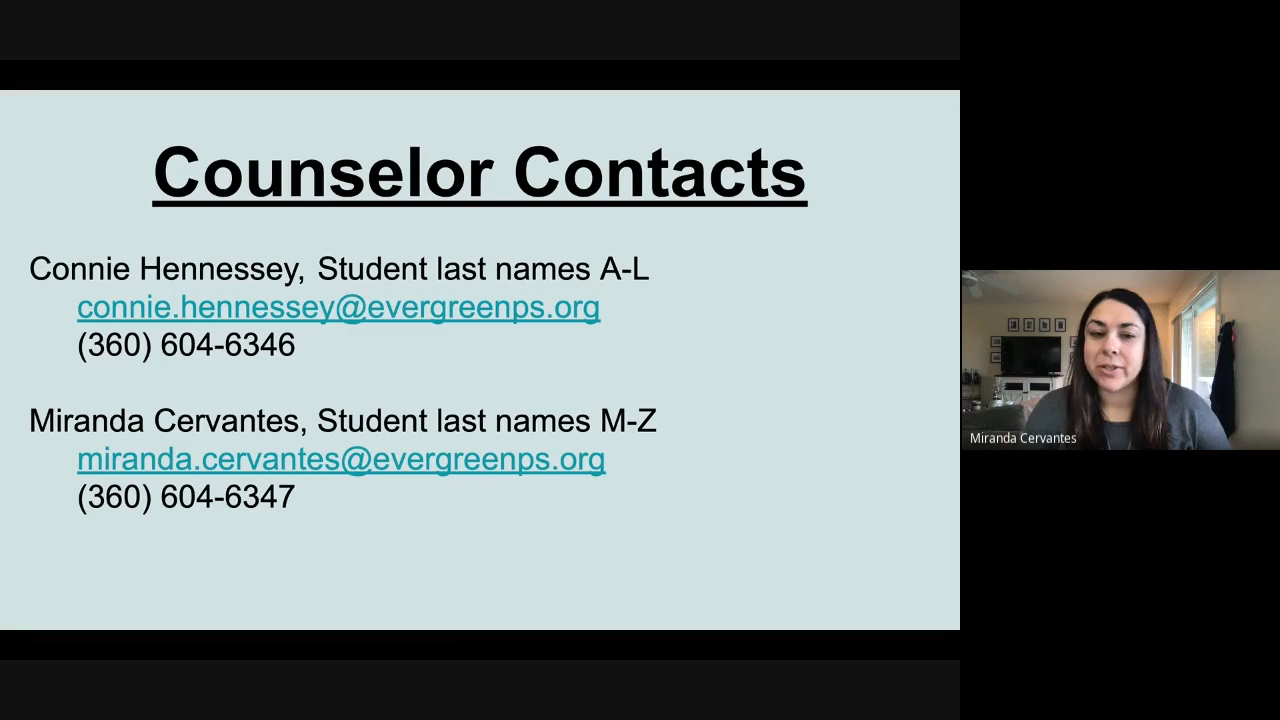 Counselor Contacts
Connie Hennessey, Student last names A-L
connie.hennessey@evergreenps.org
(360) 604-6346
Miranda Cervantes, Student last names M-Z
miranda.cervantes@evergreenps.org
(360) 604-6347
Miranda Cervantes